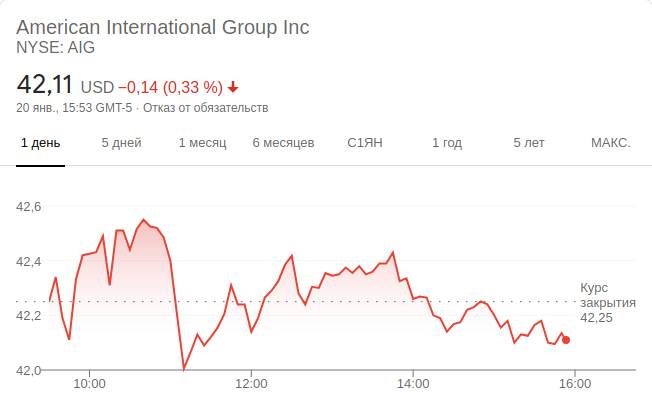 American International Group Inc
NYSE: AIG
42,11 USD −0,14 (0,33 %)
20 янв., 15:53 GMT-5 · Отказ от обязательств
1 день 5 дней 1 месяц 6 месяцев С1ЯН 1 год 5 лет МАКС.
42,6
42,4
Курс
закрытия
42,25
42,2
42,0
10:00 12:00 14:00 16:00